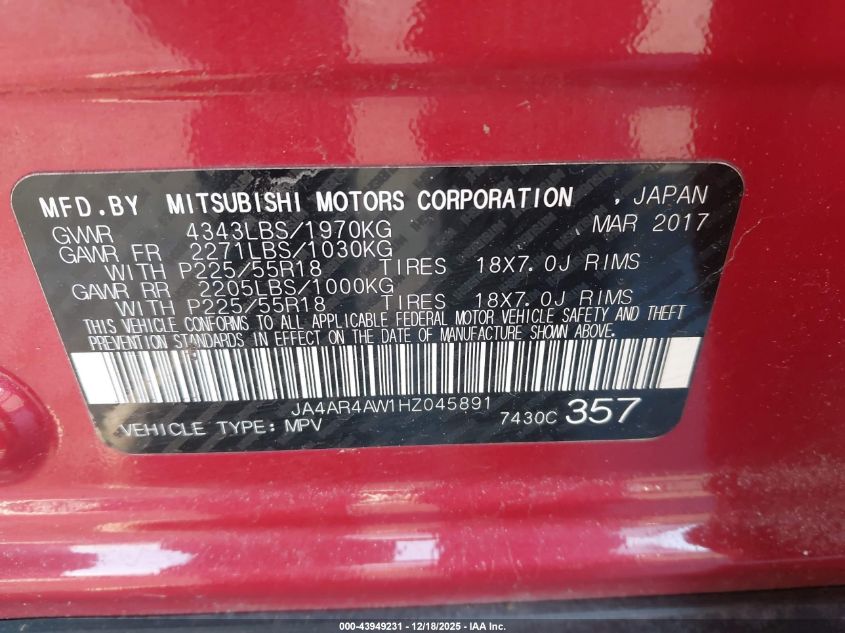 MFD.BY MITSUBISHI MOTORS CORPORATION , JAPAN
GVWR 4343LBS/1970KG MAR 2017
GAWR FR 2271LBS/1030KG
WITH P225/55R18 TIRES 18X7.0J RIMS
GAWR RR 2205LBS/1000KG
WITH P225/55R18 TIRES 18X7.0J RIMS
THIS VEHICLE CONFORMS TO ALL APPLICABLE FEDERAL MOTOR VEHICLE SAFETY AND THEFT
PREVENTION STANDARDS IN EFFECT ON THE DATE OF MANUFACTURE SHOWN ABOVE.
JA4AR4AW1HZ045891
VEHICLE TYPE: MPV 7430C 357
000-43949231 - 12/18/2025 - IAA Inc.